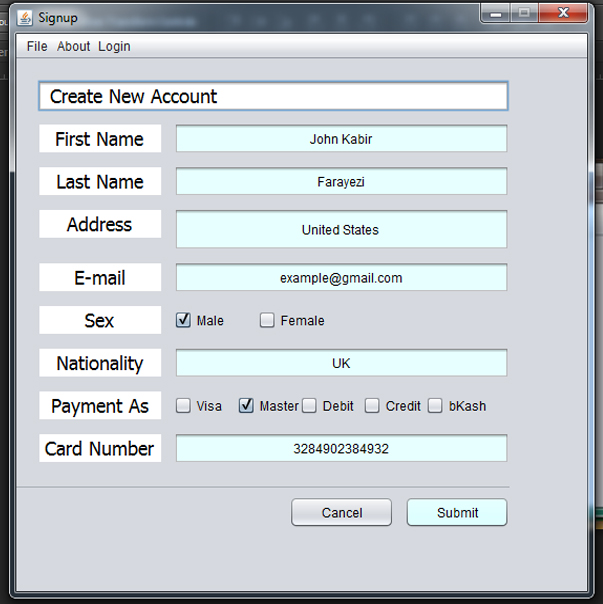 Signup
File About Login
Create New Account
First Name John Kabir
Last Name Farayezi
Address United States
E-mail example@gmail.com
Sex Male Female
Nationality UK
Payment As Visa Master Debit Credit bKash
Card Number 3284902384932
Cancel Submit